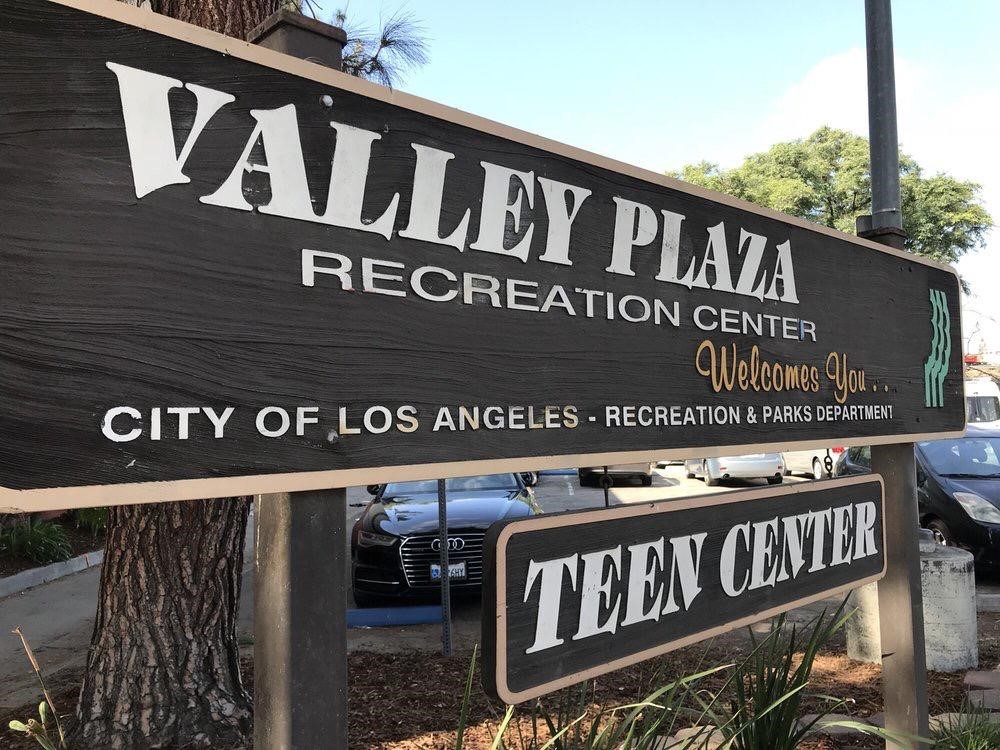 VALLEY PLAZA
RECREATION CENTER
Welcomes You . . .
CITY OF LOS ANGELES - RECREATION & PARKS DEPARTMENT
TEEN CENTER